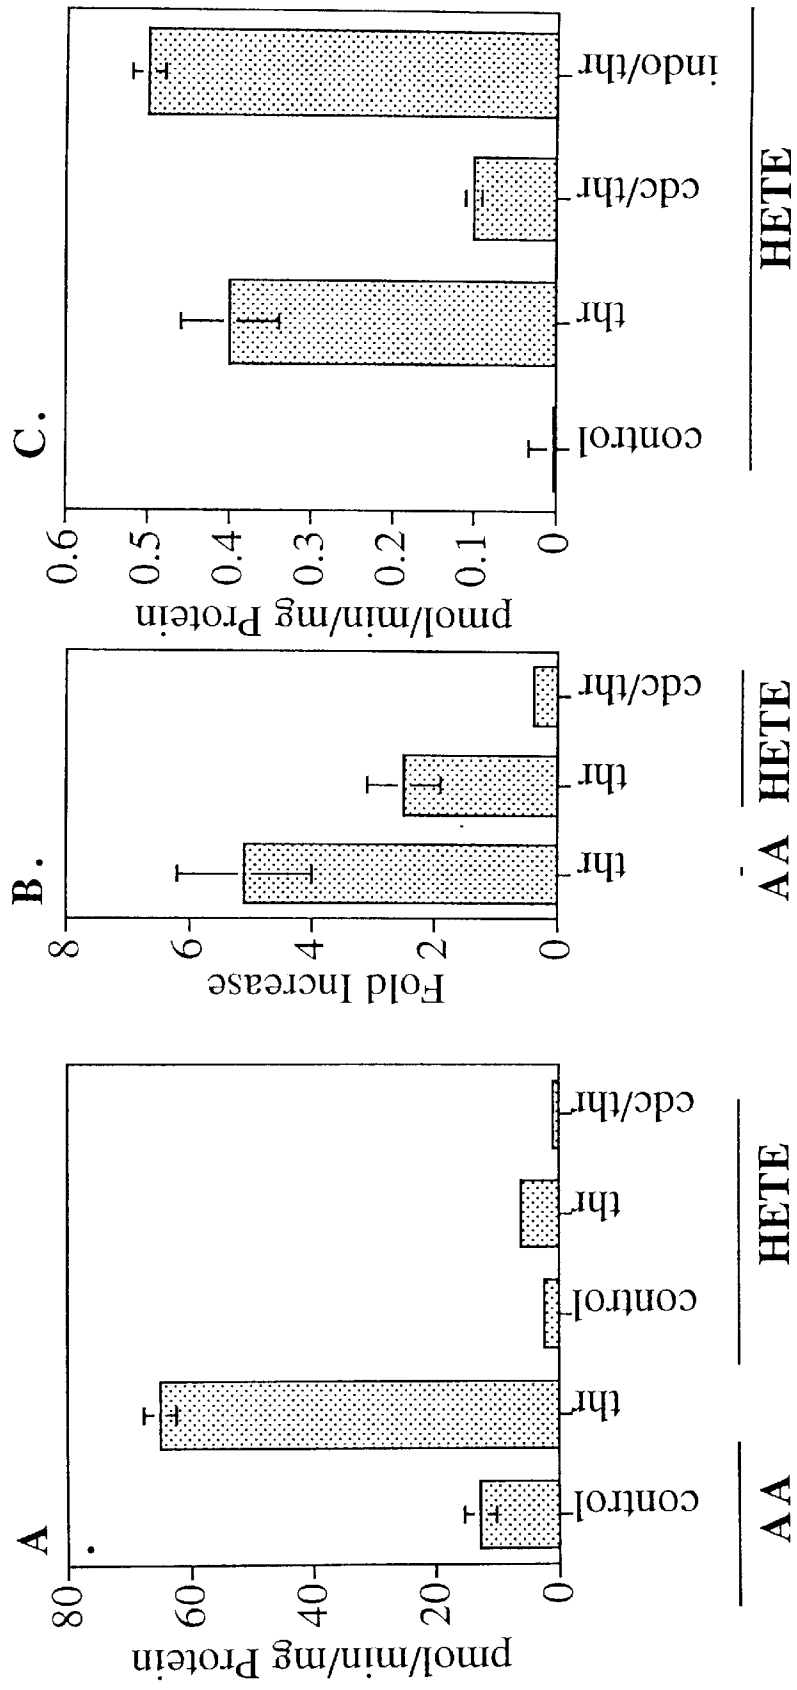 A
.
pmol/min/mg Protein
80
60
40
20
0
control
thr
control
thr
cdc/thr
AA
HETE
B.
Fold Increase
8
6
4
2
0
thr
thr
cdc/thr
AA
HETE
C.
pmol/min/mg Protein
0.6
0.5
0.4
0.3
0.2
0.1
0
control
thr
cdc/thr
indo/thr
HETE